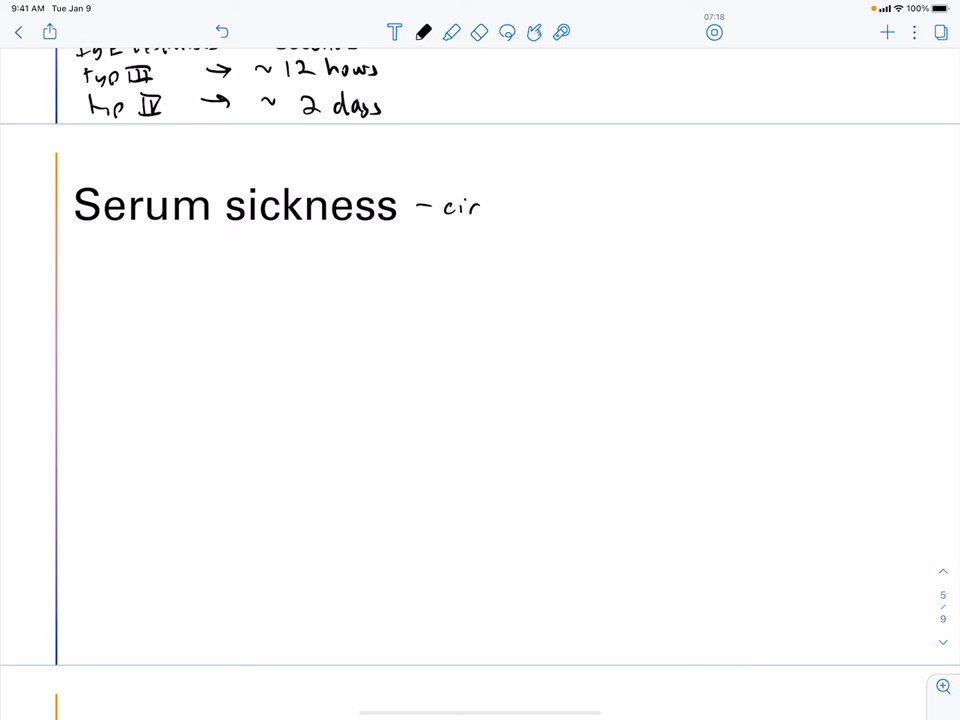 9:41 AM Tue Jan 9
100%
07:18
T
typ III → ~ 12 hours
typ IV → ~ 2 days
Serum sickness - cir
5
/
9